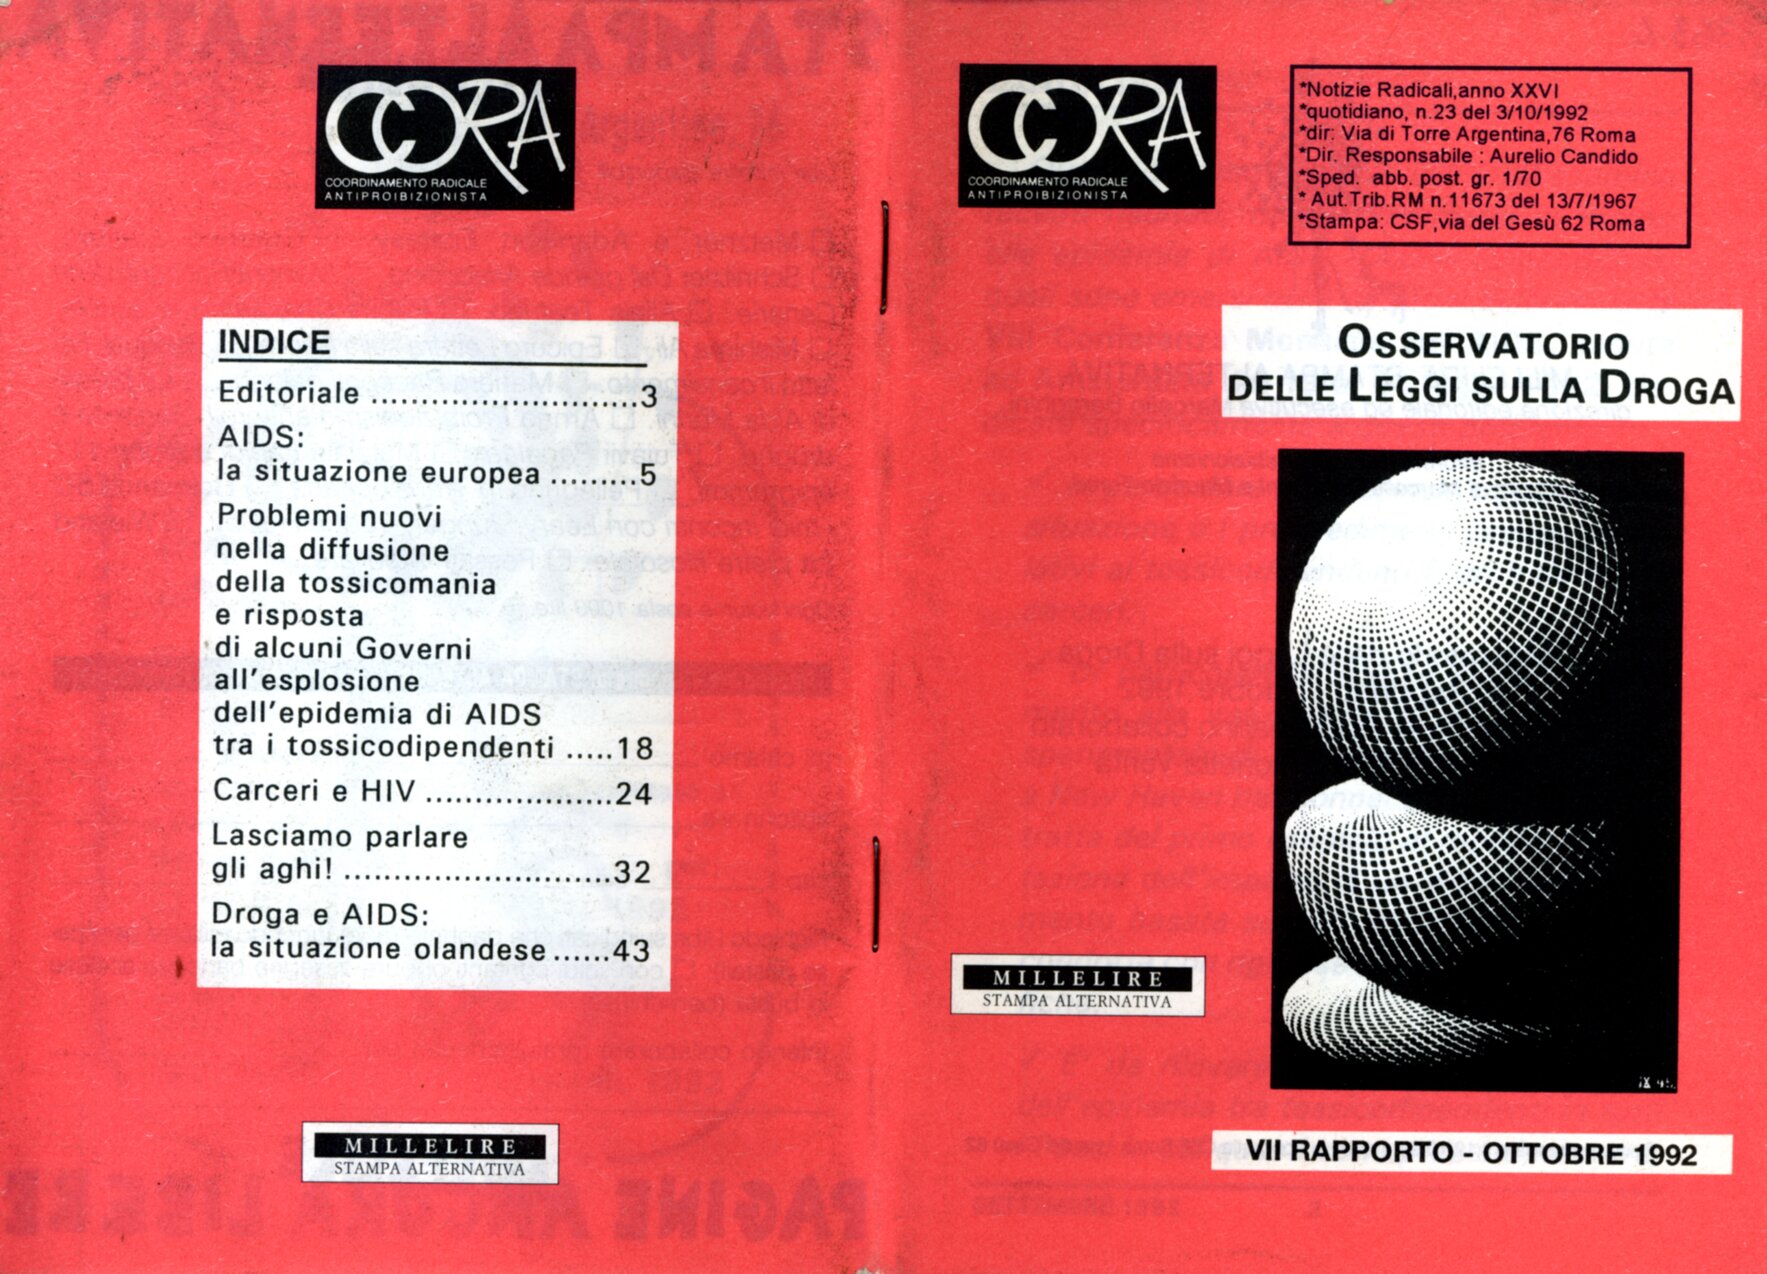 CORA
COORDINAMENTO RADICALE
ANTIPROIBIZIONISTA
INDICE
Editoriale ..........................3
AIDS:
la situazione europea .........5
Problemi nuovi
nella diffusione
della tossicomania
e risposta
di alcuni Governi
all'esplosione
dell'epidemia di AIDS
tra i tossicodipendenti .....18
Carceri e HIV ..................24
Lasciamo parlare
gli aghi! ..........................32
Droga e AIDS:
la situazione olandese ......43
MILLELIRE
STAMPA ALTERNATIVA
CORA
COORDINAMENTO RADICALE
ANTIPROIBIZIONISTA
*Notizie Radicali,anno XXVI
*quotidiano, n.23 del 3/10/1992
*dir: Via di Torre Argentina,76 Roma
*Dir. Responsabile : Aurelio Candido
*Sped. abb. post. gr. 1/70
* Aut.Trib.RM n.11673 del 13/7/1967
*Stampa: CSF,via del Gesù 62 Roma
OSSERVATORIO
DELLE LEGGI SULLA DROGA
MILLELIRE
STAMPA ALTERNATIVA
VII RAPPORTO - OTTOBRE 1992